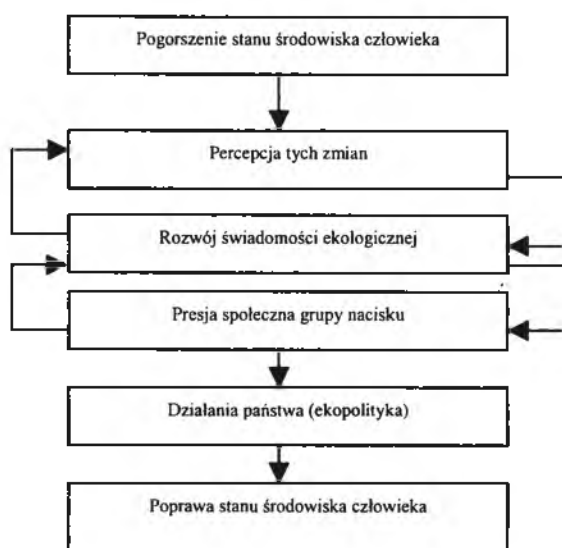 Pogorszenie stanu środowiska człowieka
Percepcja tych zmian
Rozwój świadomości ekologicznej
Presja społeczna grupy nacisku
Działania państwa (ekopolityka)
Poprawa stanu środowiska człowieka